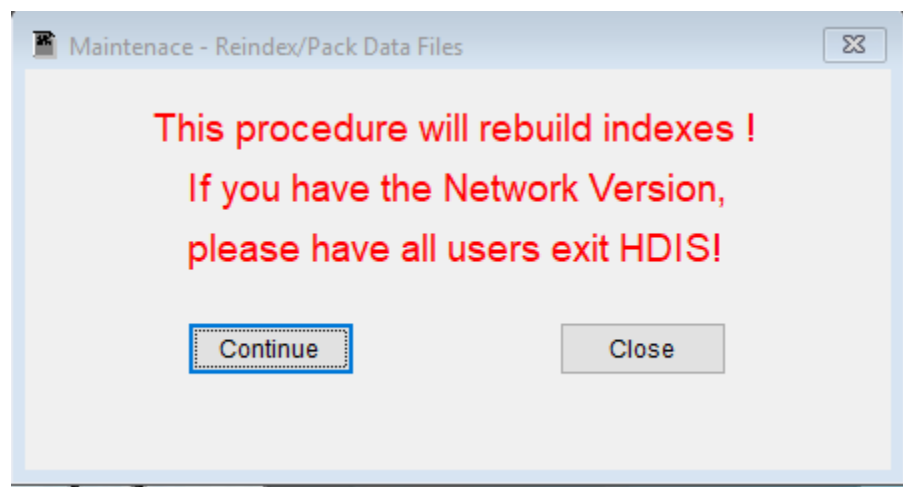 Maintenace - Reindex/Pack Data Files
This procedure will rebuild indexes !
If you have the Network Version,
please have all users exit HDIS!
Continue
Close